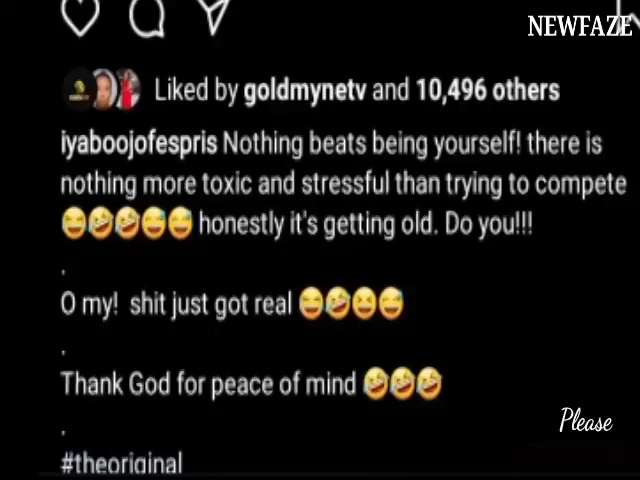 NEWFAZE
Liked by goldmynetv and 10,496 others
iyaboojofespris Nothing beats being yourself! there is
nothing more toxic and stressful than trying to compete
😅🤣🤣😅😅 honestly it's getting old. Do you!!!
.
O my! shit just got real 😆🤣😆😅
.
Thank God for peace of mind 🤣🤣🤣
.
Please
#theoriginal